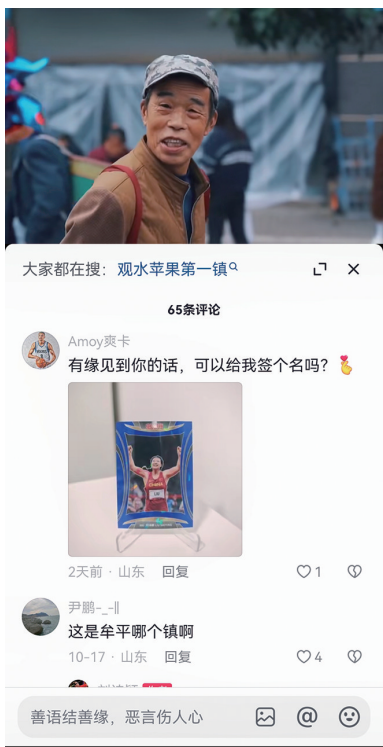 大家都在搜：观水苹果第一镇
65条评论
Amoy爽卡
有缘见到你的话，可以给我签个名吗？
2天前 · 山东 回复 1
尹鹏-_-||
这是牟平哪个镇啊
10-17 · 山东 回复 4
善语结善缘，恶言伤人心